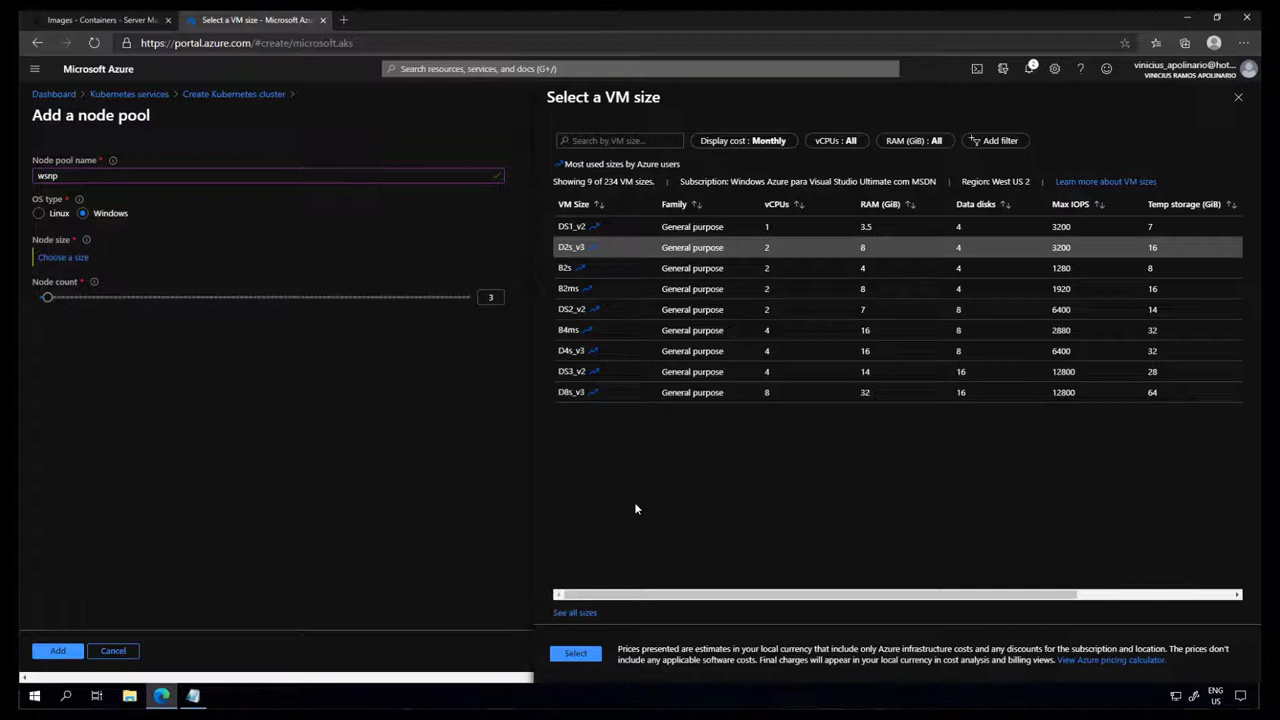 Images - Containers - Server Ma
Select a VM size - Microsoft Azu
https://portal.azure.com/#create/microsoft.aks
Microsoft Azure
Search resources, services, and docs (G+/)
2
vinicius_apolinario@hot...
VINICIUS RAMOS APOLINARIO
Dashboard > Kubernetes services > Create Kubernetes cluster >
Add a node pool
Node pool name *
wsnp
OS type *
Linux
Windows
Node size *
Choose a size
Node count *
3
Add
Cancel
Select a VM size
Search by VM size...
Display cost : Monthly
vCPUs : All
RAM (GiB) : All
Add filter
Most used sizes by Azure users
Showing 9 of 234 VM sizes. | Subscription: Windows Azure para Visual Studio Ultimate com MSDN | Region: West US 2 | Learn more about VM sizes
VM Size Family vCPUs RAM (GiB) Data disks Max IOPS Temp storage (GiB)
DS1_v2 General purpose 1 3.5 4 3200 7
D2s_v3 General purpose 2 8 4 3200 16
B2s General purpose 2 4 4 1280 8
B2ms General purpose 2 8 4 1920 16
DS2_v2 General purpose 2 7 8 6400 14
B4ms General purpose 4 16 8 2880 32
D4s_v3 General purpose 4 16 8 6400 32
DS3_v2 General purpose 4 14 16 12800 28
D8s_v3 General purpose 8 32 16 12800 64
See all sizes
Select
Prices presented are estimates in your local currency that include only Azure infrastructure costs and any discounts for the subscription and location. The prices don't
include any applicable software costs. Final charges will appear in your local currency in cost analysis and billing views. View Azure pricing calculator.
ENG
US